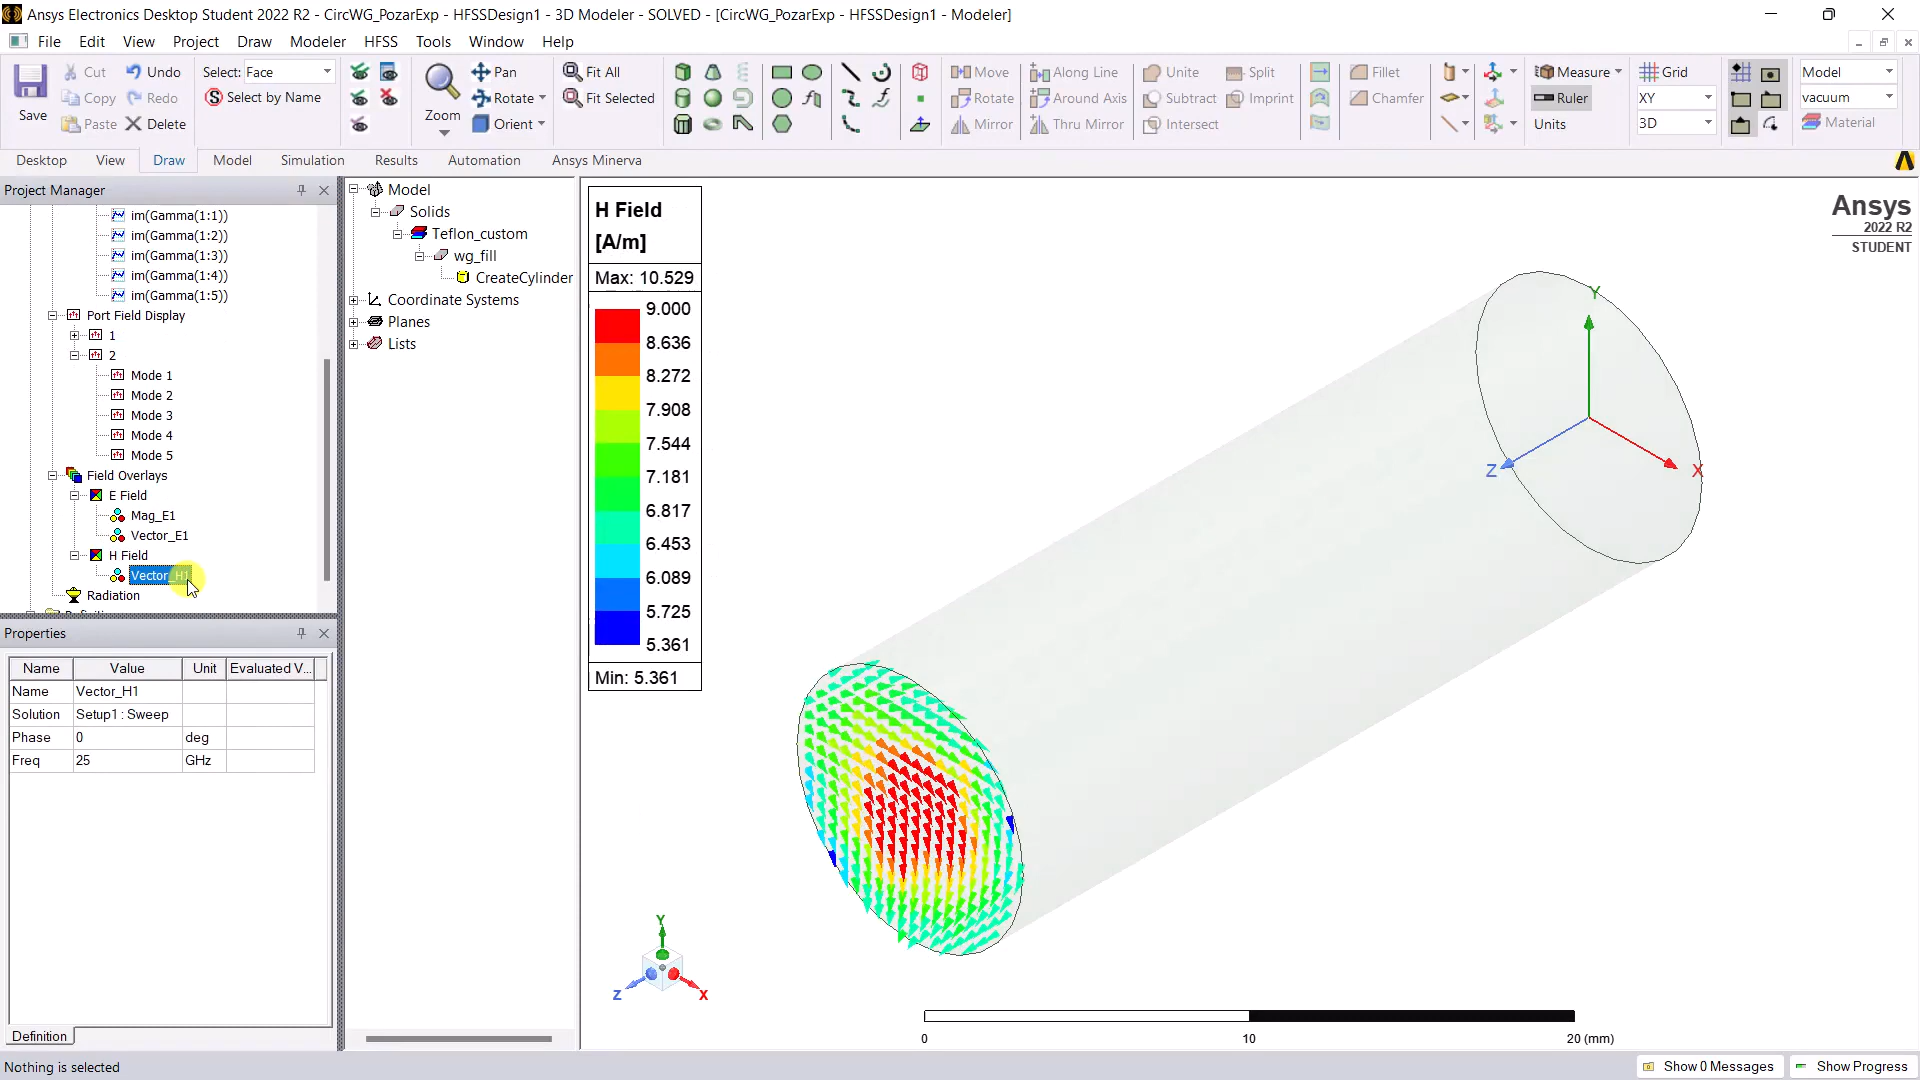 Ansys Electronics Desktop Student 2022 R2 - CircWG_PozarExp - HFSSDesign1 - 3D Modeler - SOLVED - [CircWG_PozarExp - HFSSDesign1 - Modeler]
File Edit View Project Draw Modeler HFSS Tools Window Help
Save
Cut Undo
Copy Redo
Paste Delete
Select: Face
Select by Name
Zoom
Pan
Rotate
Orient
Fit All
Fit Selected
Move Along Line
Rotate Around Axis
Mirror Thru Mirror
Unite Split
Subtract Imprint
Intersect
Fillet
Chamfer
Measure
Ruler
Units
Grid
XY
3D
Model
vacuum
Material
Desktop View Draw Model Simulation Results Automation Ansys Minerva
Project Manager
im(Gamma(1:1))
im(Gamma(1:2))
im(Gamma(1:3))
im(Gamma(1:4))
im(Gamma(1:5))
Port Field Display
1
2
Mode 1
Mode 2
Mode 3
Mode 4
Mode 5
Field Overlays
E Field
Mag_E1
Vector_E1
H Field
Vector_H1
Radiation
Properties
Name Value Unit Evaluated V...
Name Vector_H1
Solution Setup1 : Sweep
Phase 0 deg
Freq 25 GHz
Definition
Model
Solids
Teflon_custom
wg_fill
CreateCylinder
Coordinate Systems
Planes
Lists
H Field
[A/m]
Max: 10.529
9.000
8.636
8.272
7.908
7.544
7.181
6.817
6.453
6.089
5.725
5.361
Min: 5.361
Ansys
2022 R2
STUDENT
Y
Z
X
Y
Z
X
0 10 20 (mm)
Nothing is selected
Show 0 Messages Show Progress